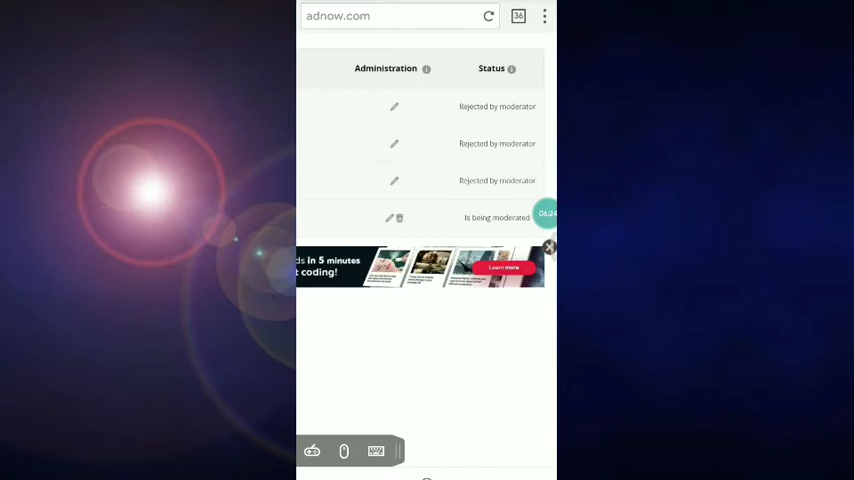 adnow.com
36
Administration
Status
Rejected by moderator
Rejected by moderator
Rejected by moderator
Is being moderated
06:24
ds in 5 minutes
t coding!
Learn more